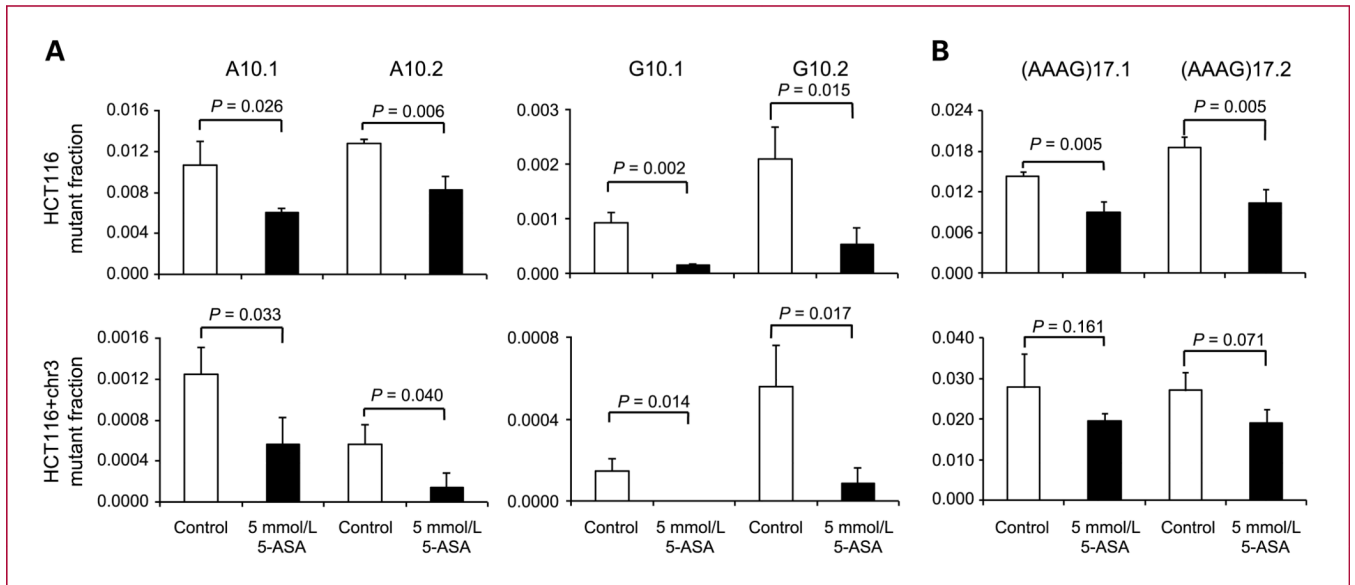 A
B
A10.1 A10.2 G10.1 G10.2 (AAAG)17.1 (AAAG)17.2
HCT116
mutant fraction
0.016
0.012
0.008
0.004
0.000
P = 0.026
P = 0.006
0.003
0.002
0.001
0.000
P = 0.002
P = 0.015
0.024
0.018
0.012
0.006
0.000
P = 0.005
P = 0.005
HCT116+chr3
mutant fraction
0.0016
0.0012
0.0008
0.0004
0.0000
P = 0.033
P = 0.040
0.0008
0.0004
0.0000
P = 0.014
P = 0.017
0.040
0.030
0.020
0.010
0.000
P = 0.161
P = 0.071
Control 5 mmol/L Control 5 mmol/L Control 5 mmol/L Control 5 mmol/L Control 5 mmol/L Control 5 mmol/L
5-ASA 5-ASA 5-ASA 5-ASA 5-ASA 5-ASA